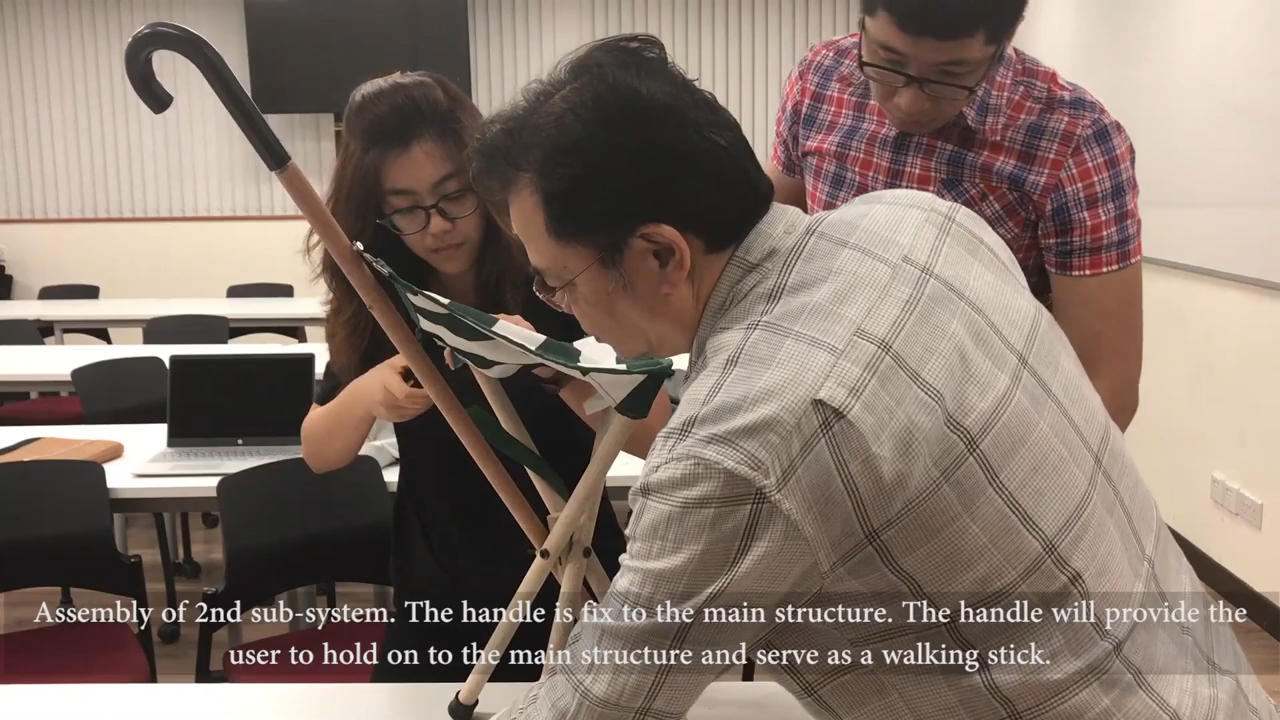 Assembly of 2nd sub-system. The handle is fix to the main structure. The handle will provide the
user to hold on to the main structure and serve as a walking stick.